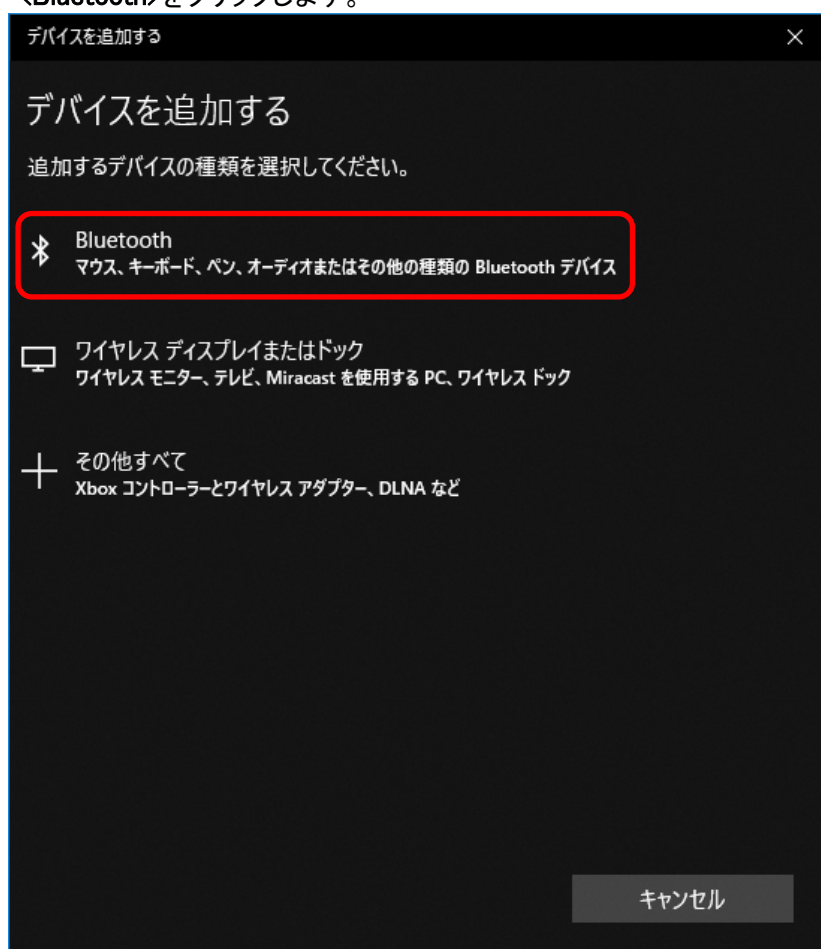 〈Bluetooth〉をクリックします。
デバイスを追加する
デバイスを追加する
追加するデバイスの種類を選択してください。
Bluetooth
マウス、キーボード、ペン、オーディオまたはその他の種類の Bluetooth デバイス
ワイヤレス ディスプレイまたはドック
ワイヤレス モニター、テレビ、Miracast を使用する PC、ワイヤレス ドック
その他すべて
Xbox コントローラーとワイヤレス アダプター、DLNA など
キャンセル